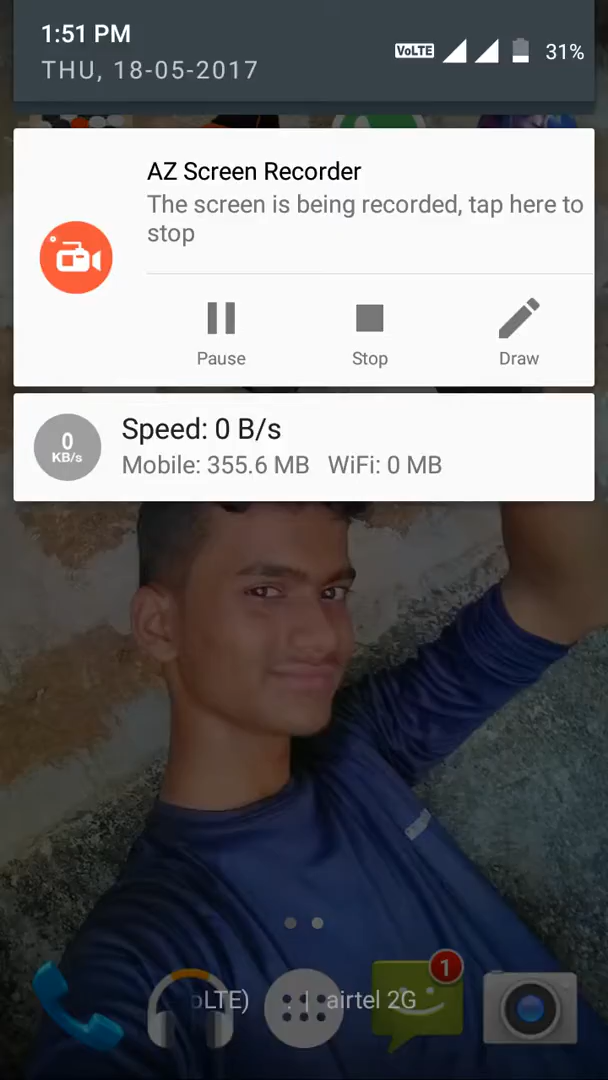 1:51 PM
VoLTE 31%
THU, 18-05-2017
AZ Screen Recorder
The screen is being recorded, tap here to
stop
Pause Stop Draw
0
KB/s
Speed: 0 B/s
Mobile: 355.6 MB WiFi: 0 MB
1
LTE) | airtel 2G